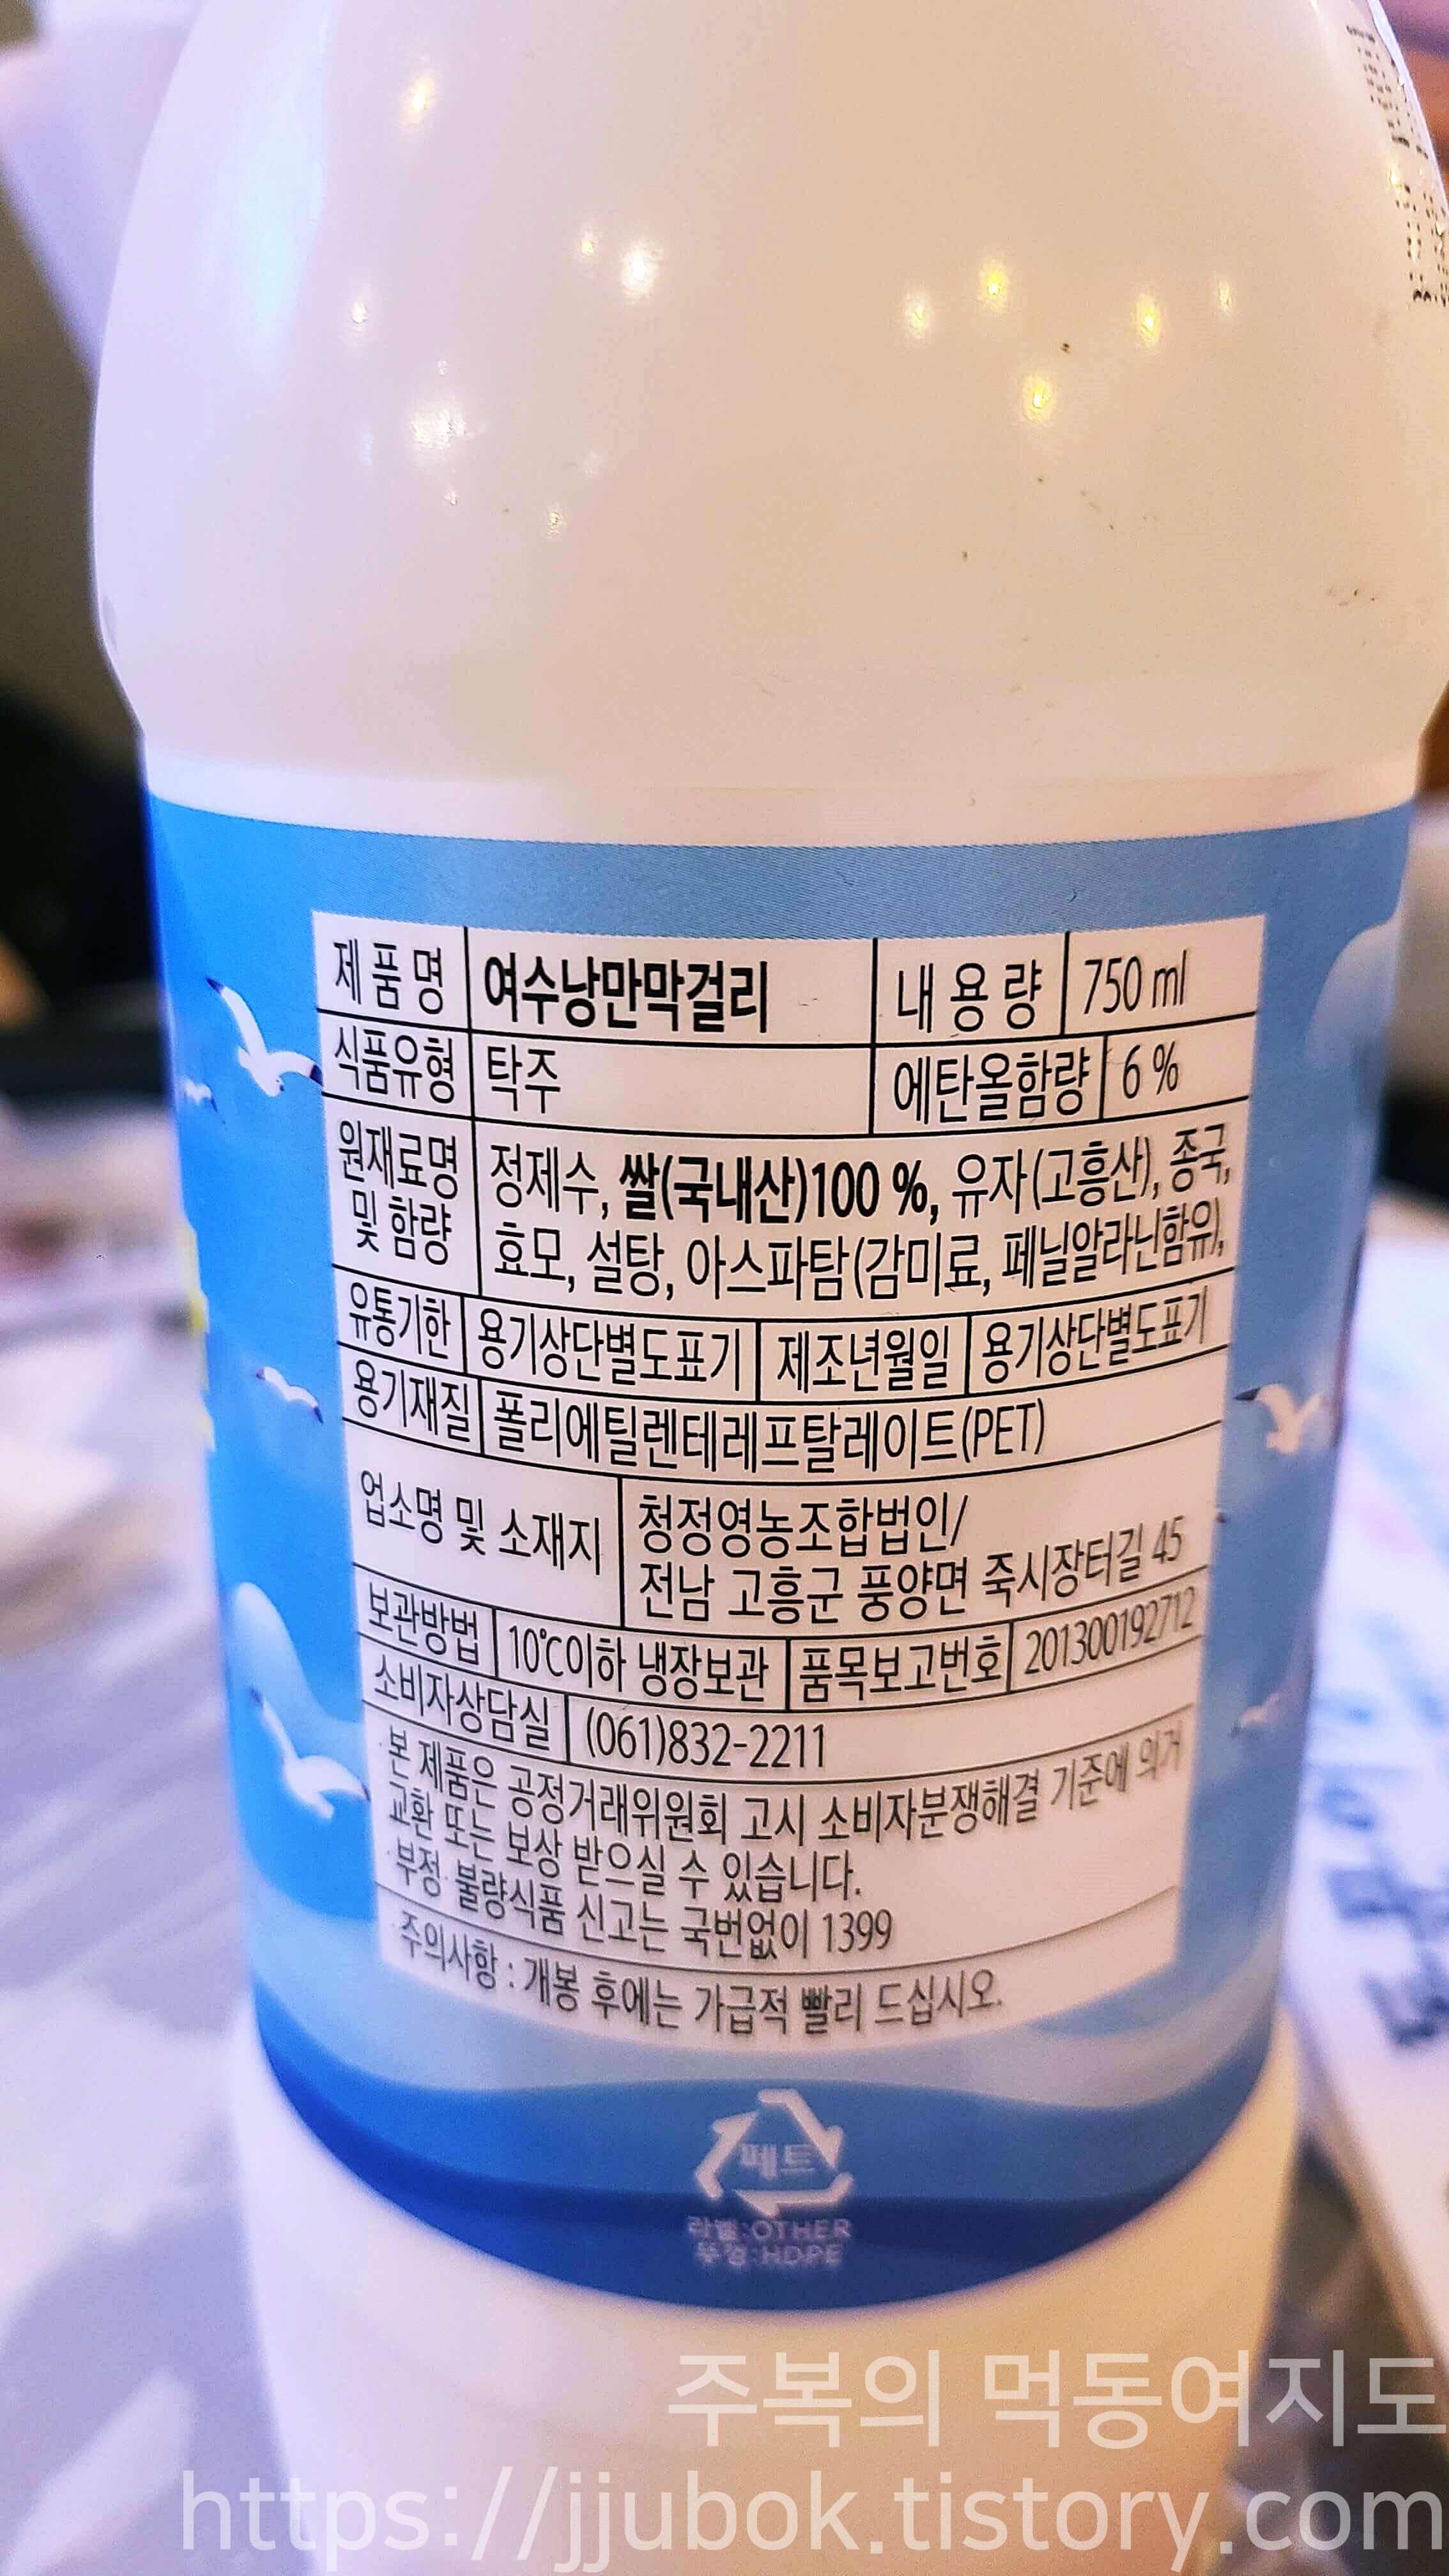 제 품 명 여수낭만막걸리 내 용 량 750 ml
식품유형 탁주 에탄올함량 6 %
원재료명 및 함량 정제수, 쌀(국내산)100 %, 유자(고흥산), 종국,
효모, 설탕, 아스파탐(감미료, 페닐알라닌함유),
유통기한 용기상단별도표기 제조년월일 용기상단별도표기
용기재질 폴리에틸렌테레프탈레이트(PET)
업소명 및 소재지 청정영농조합법인/
전남 고흥군 풍양면 죽시장터길 45
보관방법 10℃이하 냉장보관 품목보고번호 201300192712
소비자상담실 (061)832-2211
·본 제품은 공정거래위원회 고시 소비자분쟁해결 기준에 의거
교환 또는 보상 받으실 수 있습니다.
·부정·불량식품 신고는 국번없이 1399
·주의사항 : 개봉 후에는 가급적 빨리 드십시오.
페트
라벨:OTHER
뚜껑:HDPE
주복의 먹동여지도
https://jjubok.tistory.com